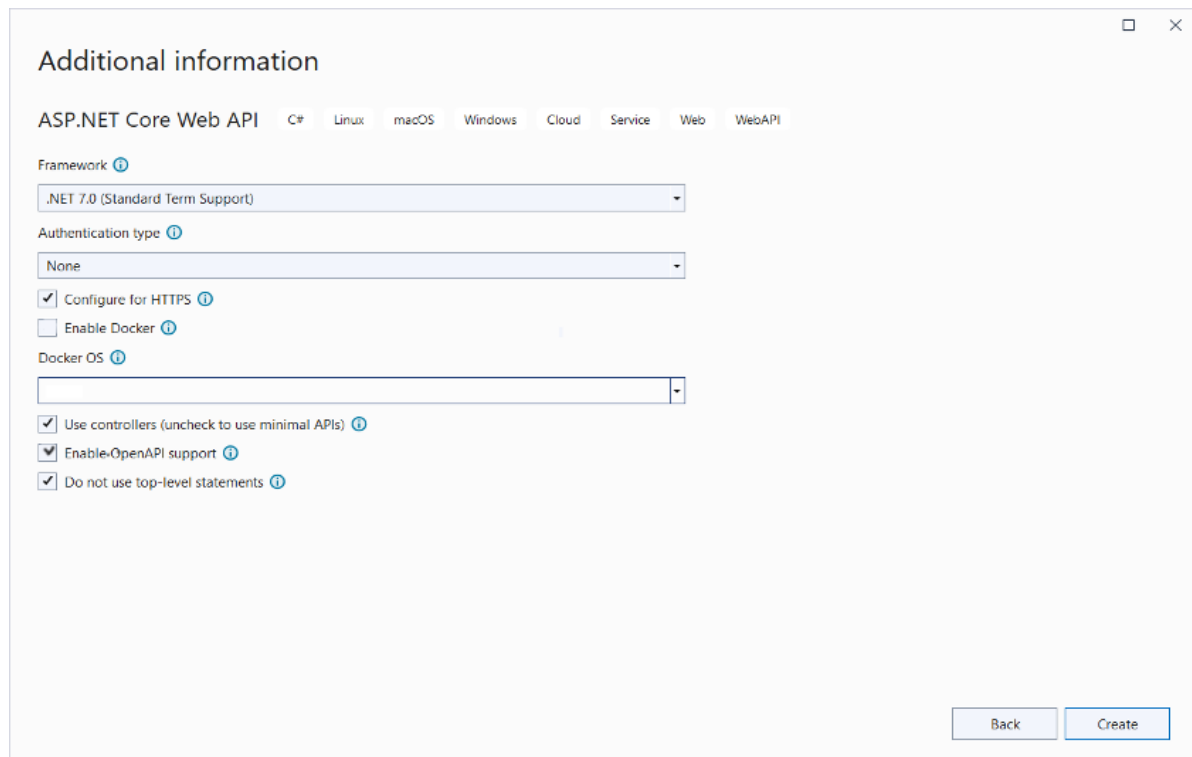 Additional information
ASP.NET Core Web API C# Linux macOS Windows Cloud Service Web WebAPI
Framework
.NET 7.0 (Standard Term Support)
Authentication type
None
Configure for HTTPS
Enable Docker
Docker OS
Use controllers (uncheck to use minimal APIs)
Enable OpenAPI support
Do not use top-level statements
Back Create